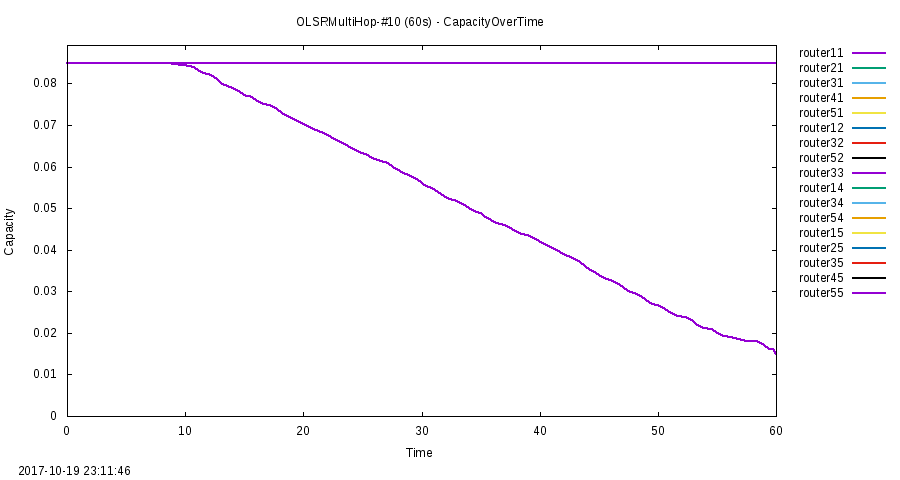 OLSRMultiHop-#10 (60s) - CapacityOverTime
router11
router21
router31
router41
router51
router12
router32
router52
router33
router14
router34
router54
router15
router25
router35
router45
router55
0.08
0.07
0.06
0.05
0.04
0.03
0.02
0.01
0
Capacity
0 10 20 30 40 50 60
Time
2017-10-19 23:11:46